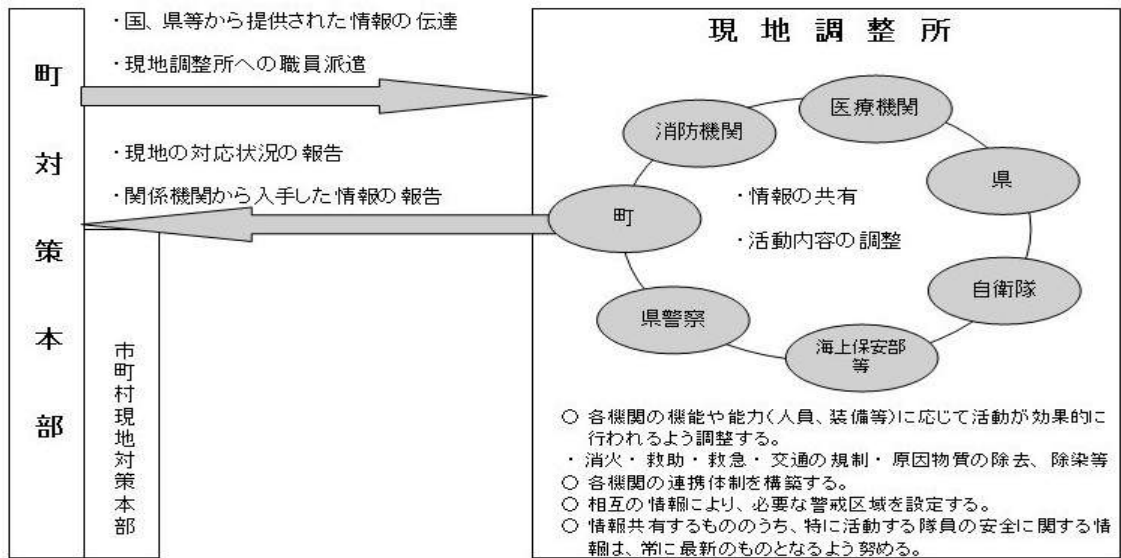 町対策本部
・国、県等から提供された情報の伝達
・現地調整所への職員派遣
・現地の対応状況の報告
・関係機関から入手した情報の報告
市町村現地対策本部
現地調整所
医療機関
消防機関
県
町
・情報の共有
・活動内容の調整
自衛隊
県警察
海上保安部
等
○ 各機関の機能や能力(人員、装備等)に応じて活動が効果的に
行われるよう調整する。
・消火・救助・救急・交通の規制・原因物質の除去、除染等
○ 各機関の連携体制を構築する。
○ 相互の情報により、必要な警戒区域を設定する。
○ 情報共有するもののうち、特に活動する隊員の安全に関する情
報は、常に最新のものとなるよう努める。